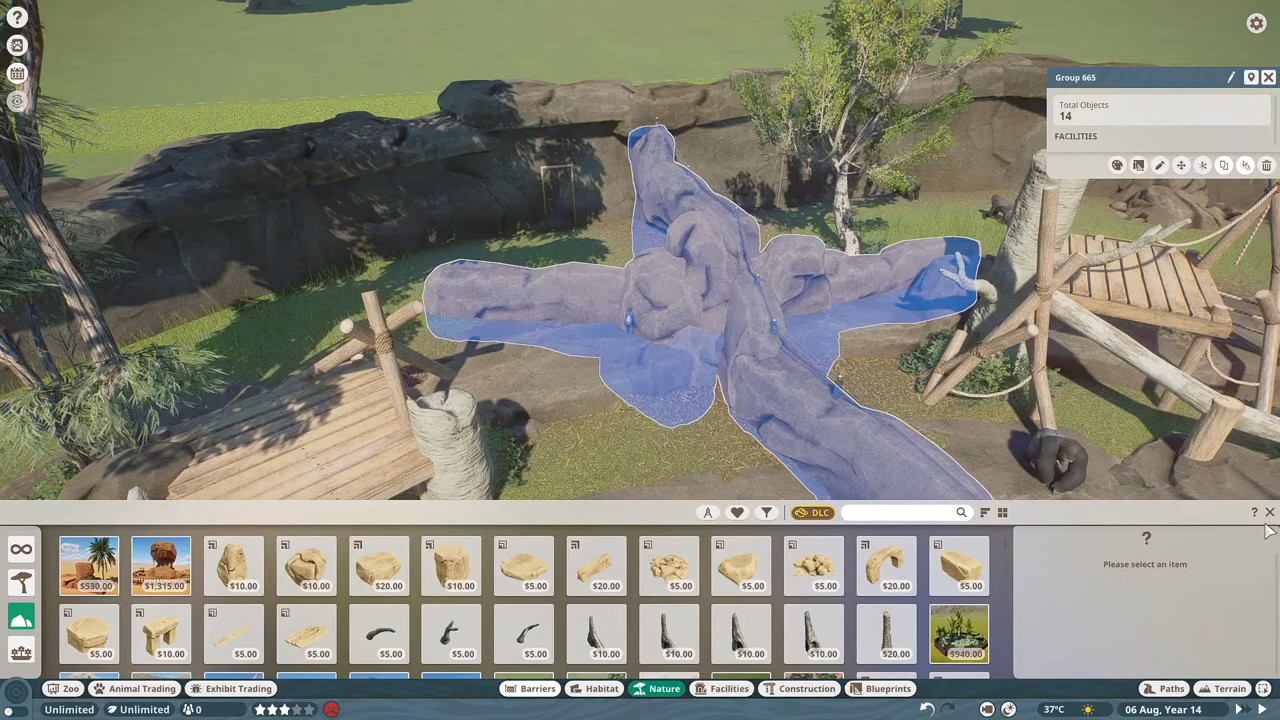 Group 665
Total Objects
14
FACILITIES
DLC
$530.00 $1,315.00 $10.00 $10.00 $20.00 $10.00 $5.00 $20.00 $5.00 $5.00 $5.00 $20.00 $5.00
?
Please select an item
$5.00 $10.00 $5.00 $5.00 $5.00 $5.00 $5.00 $10.00 $10.00 $10.00 $10.00 $20.00 $940.00
Zoo Animal Trading Exhibit Trading Barriers Habitat Nature Facilities Construction Blueprints Paths Terrain
Unlimited Unlimited 0 37°C 06 Aug, Year 14